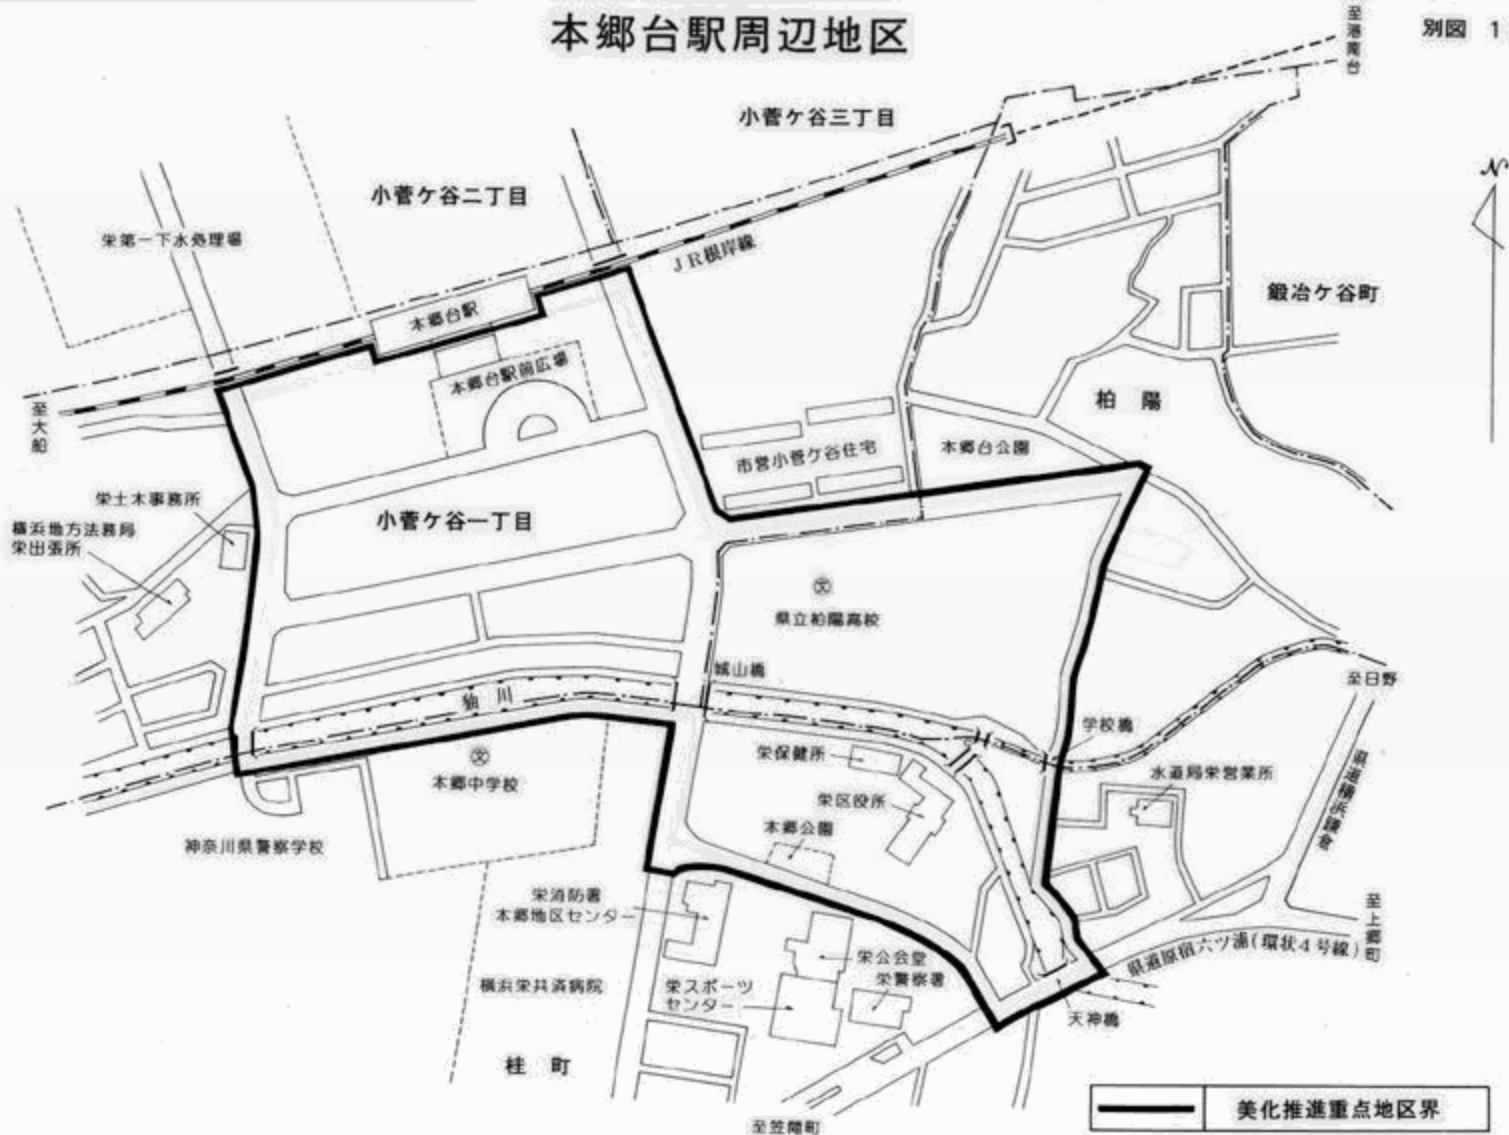 本郷台駅周辺地区
別図 1
至港南台
小菅ケ谷三丁目
小菅ケ谷二丁目
栄第一下水処理場
JR根岸線
N
鍛冶ケ谷町
本郷台駅
本郷台駅前広場
柏陽
至大船
市営小菅ケ谷住宅
本郷台公園
栄土木事務所
横浜地方法務局
栄出張所
小菅ケ谷一丁目
文
県立柏陽高校
城山橋
至日野
㹨川
学校橋
文
本郷中学校
栄保健所
水道局栄営業所
栄区役所
県道横浜鎌倉
本郷公園
神奈川県警察学校
栄消防署
本郷地区センター
至上郷町
県道原宿六ツ浦(環状4号線)
栄公会堂
横浜栄共済病院
栄スポーツ
センター
栄警察署
天神橋
桂町
美化推進重点地区界
至笠間町